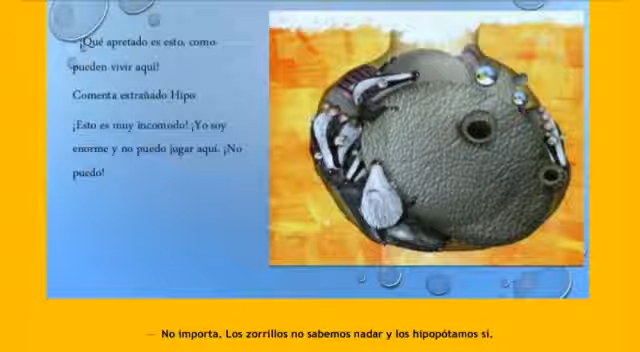 - ¡Qué apretado es esto, como
pueden vivir aquí!
Comenta extrañado Hipo
¡Esto es muy incomodo! ¡Yo soy
enorme y no puedo jugar aquí. ¡No
puedo!
— No importa. Los zorrillos no sabemos nadar y los hipopótamos sí.